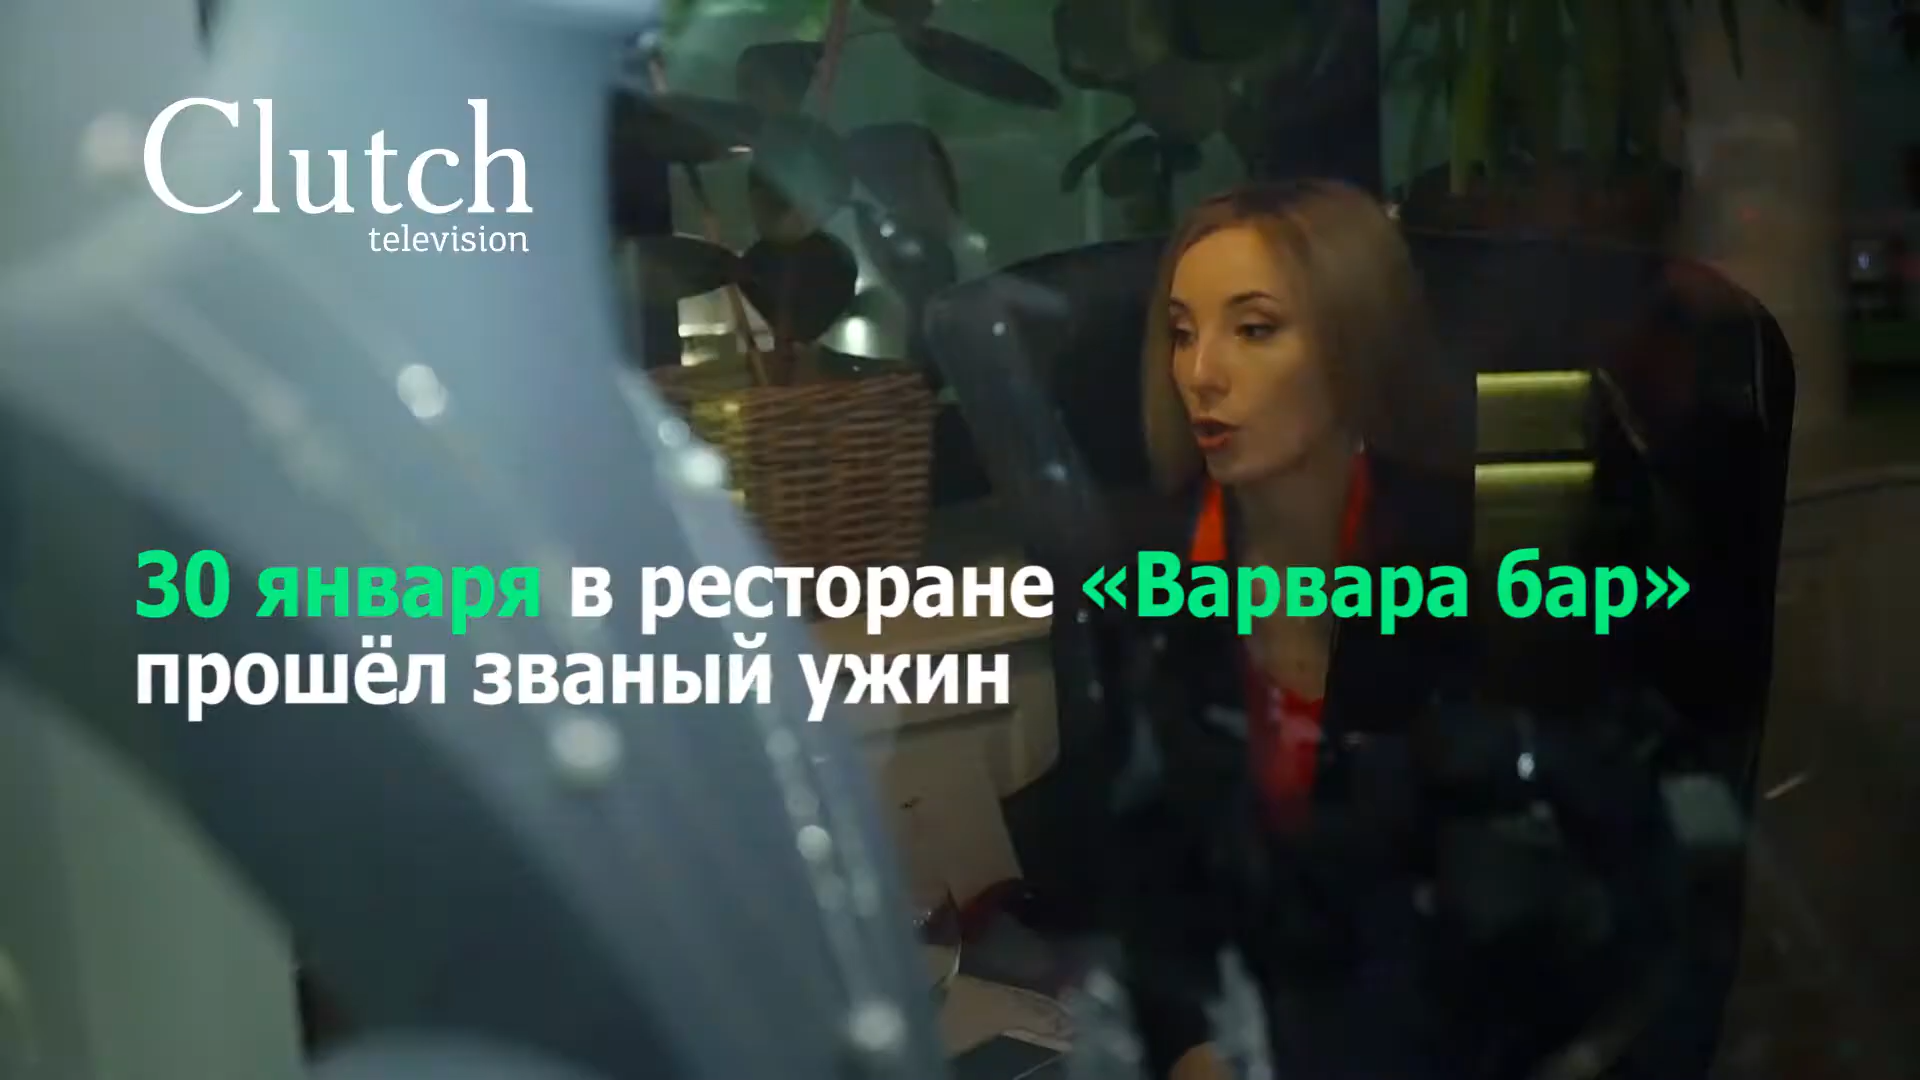 Clutch
television
30 января в ресторане «Варвара бар»
прошёл званый ужин